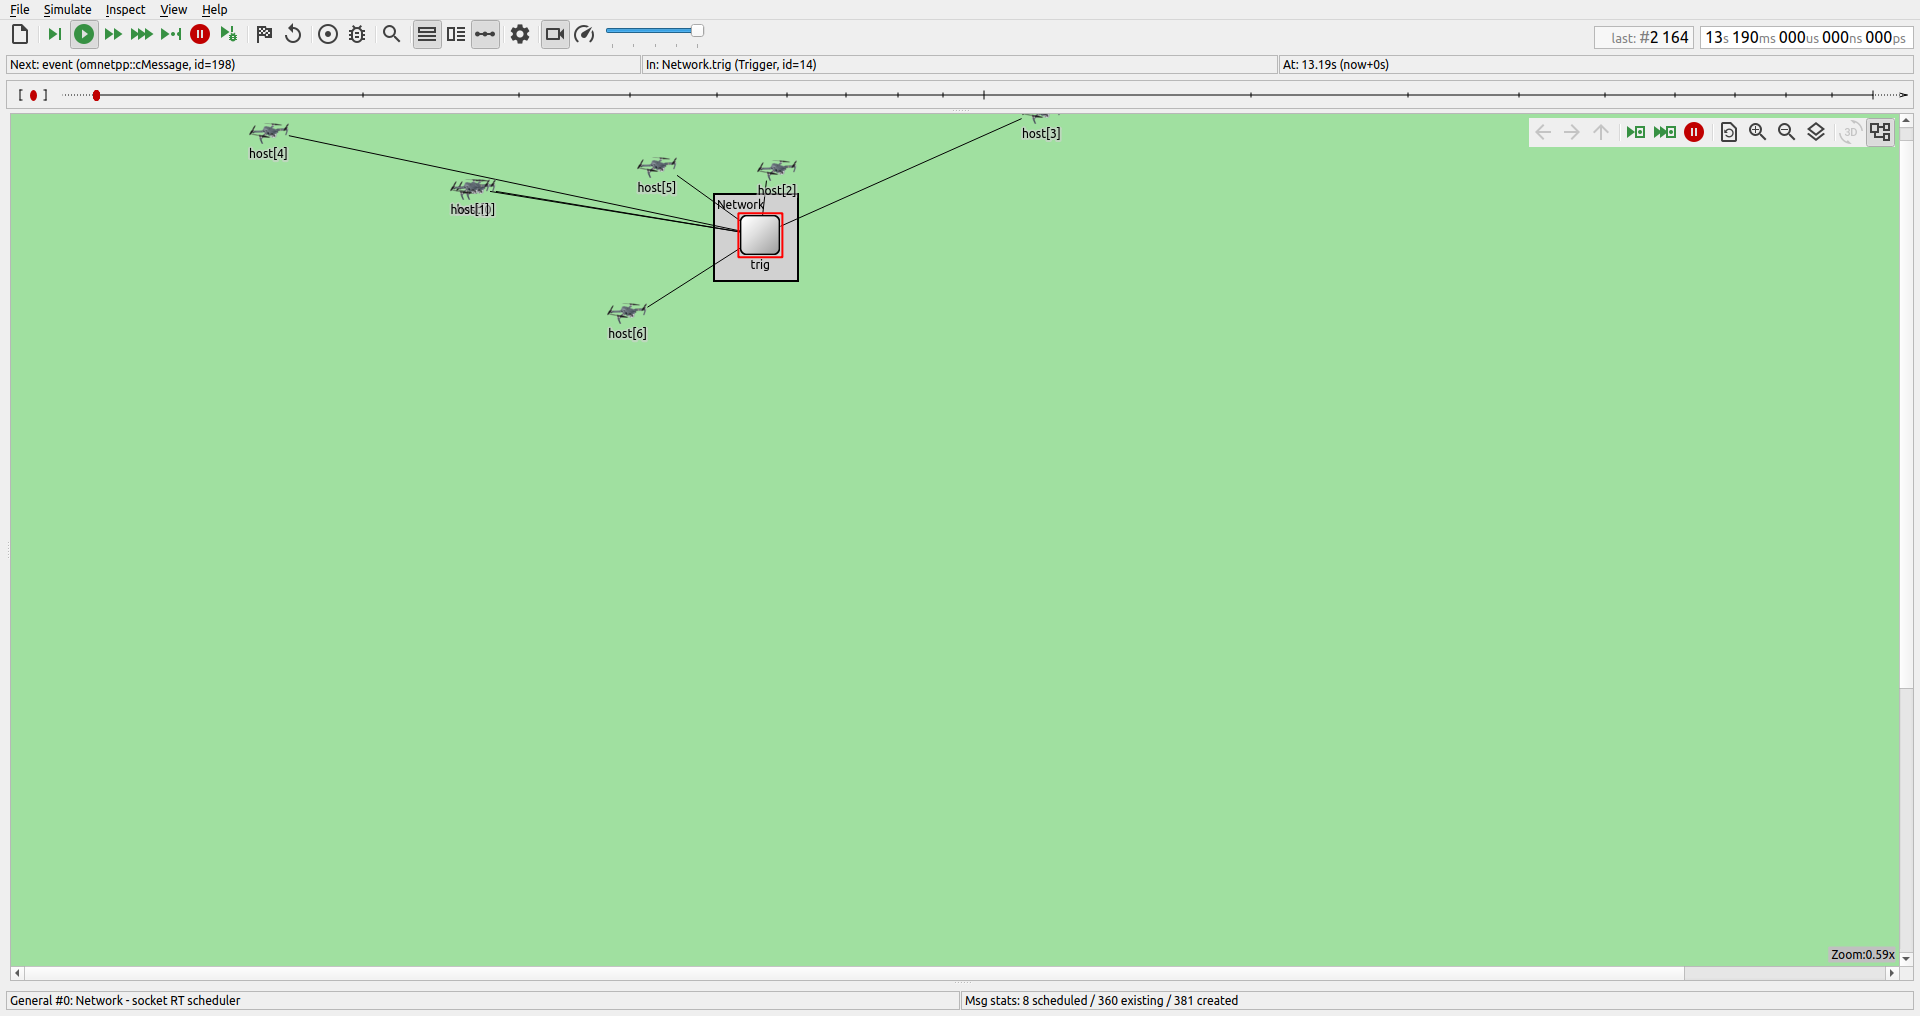 File Simulate Inspect View Help
last: #2 164
13s 190ms 000us 000ns 000ps
Next: event (omnetpp::cMessage, id=198)
In: Network.trig (Trigger, id=14)
At: 13.19s (now+0s)
[ ]
host[4]
host[3]
3D
host[5]
host[2]
host[1]
Network
trig
host[6]
Zoom:0.59x
General #0: Network - socket RT scheduler
Msg stats: 8 scheduled / 360 existing / 381 created